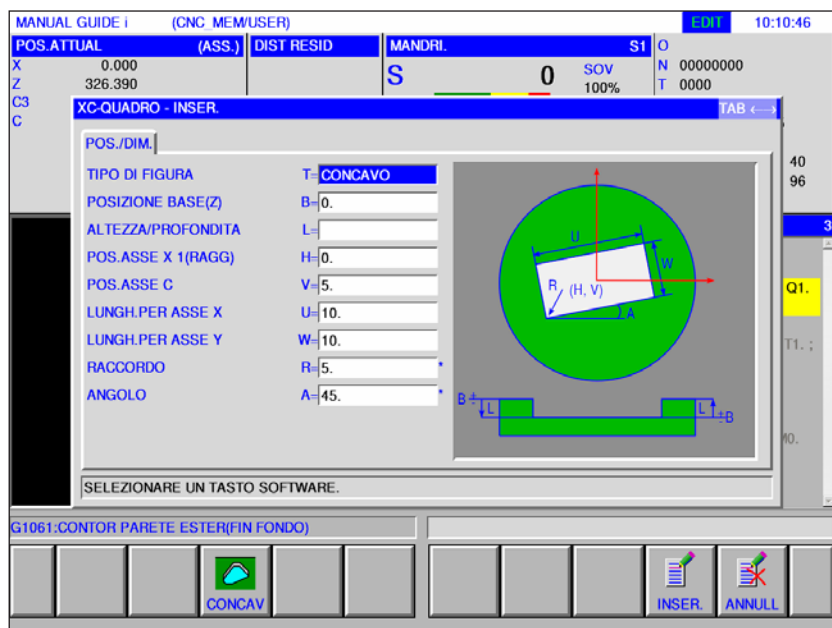 MANUAL GUIDE i (CNC_MEM/USER) EDIT 10:10:46
POS.ATTUAL (ASS.) DIST RESID MANDRI. S1 O
X 0.000
Z 326.390
S 0 SOV 100%
N 00000000
T 0000
C3
C
XC-QUADRO - INSER. TAB ←→
POS./DIM.
40
96
3
TIPO DI FIGURA T=CONCAVO
POSIZIONE BASE(Z) B=0.
ALTEZZA/PROFONDITA L=
POS.ASSE X 1(RAGG) H=0.
POS.ASSE C V=5.
LUNGH.PER ASSE X U=10.
LUNGH.PER ASSE Y W=10.
RACCORDO R=5. *
ANGOLO A=45. *
U
W
R (H, V)
A
B ± L L ±B
Q1.
T1. ;
M0.
SELEZIONARE UN TASTO SOFTWARE.
G1061:CONTOR PARETE ESTER(FIN FONDO)
CONCAV INSER. ANNULL